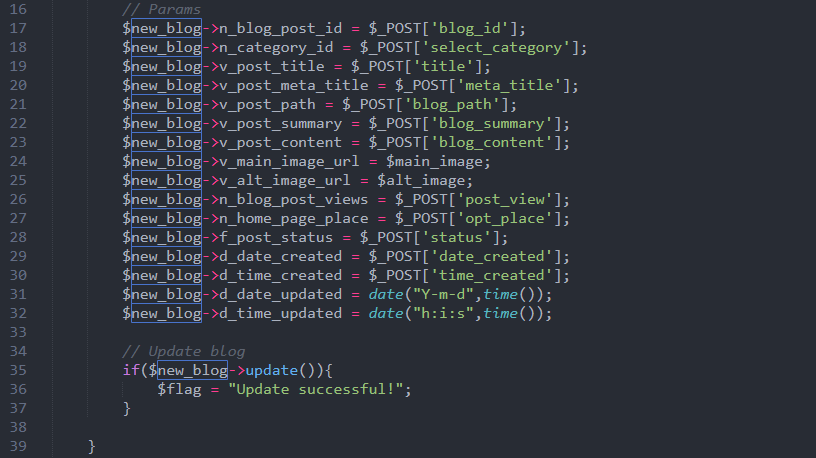 16 // Params
17 $new_blog->n_blog_post_id = $_POST['blog_id'];
18 $new_blog->n_category_id = $_POST['select_category'];
19 $new_blog->v_post_title = $_POST['title'];
20 $new_blog->v_post_meta_title = $_POST['meta_title'];
21 $new_blog->v_post_path = $_POST['blog_path'];
22 $new_blog->v_post_summary = $_POST['blog_summary'];
23 $new_blog->v_post_content = $_POST['blog_content'];
24 $new_blog->v_main_image_url = $main_image;
25 $new_blog->v_alt_image_url = $alt_image;
26 $new_blog->n_blog_post_views = $_POST['post_view'];
27 $new_blog->n_home_page_place = $_POST['opt_place'];
28 $new_blog->f_post_status = $_POST['status'];
29 $new_blog->d_date_created = $_POST['date_created'];
30 $new_blog->d_time_created = $_POST['time_created'];
31 $new_blog->d_date_updated = date("Y-m-d",time());
32 $new_blog->d_time_updated = date("h:i:s",time());
33
34 // Update blog
35 if($new_blog->update()){
36 $flag = "Update successful!";
37 }
38
39 }